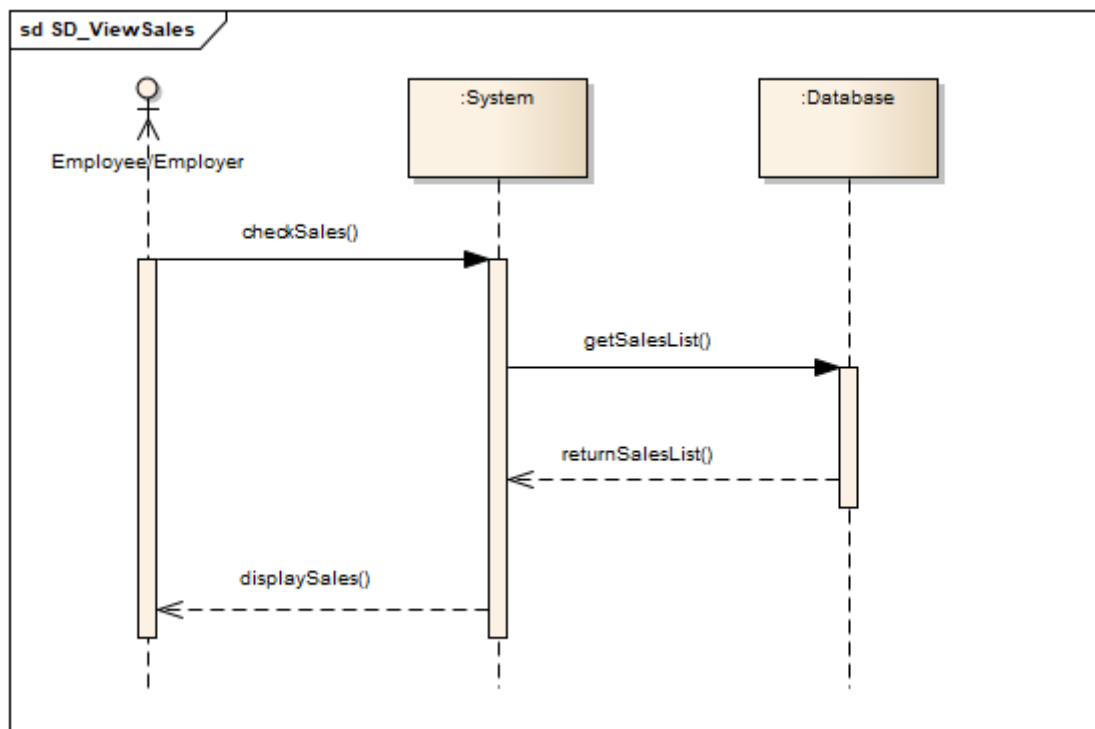 sd SD_ViewSales
:System
:Database
Employee/Employer
checkSales()
getSalesList()
returnSalesList()
displaySales()